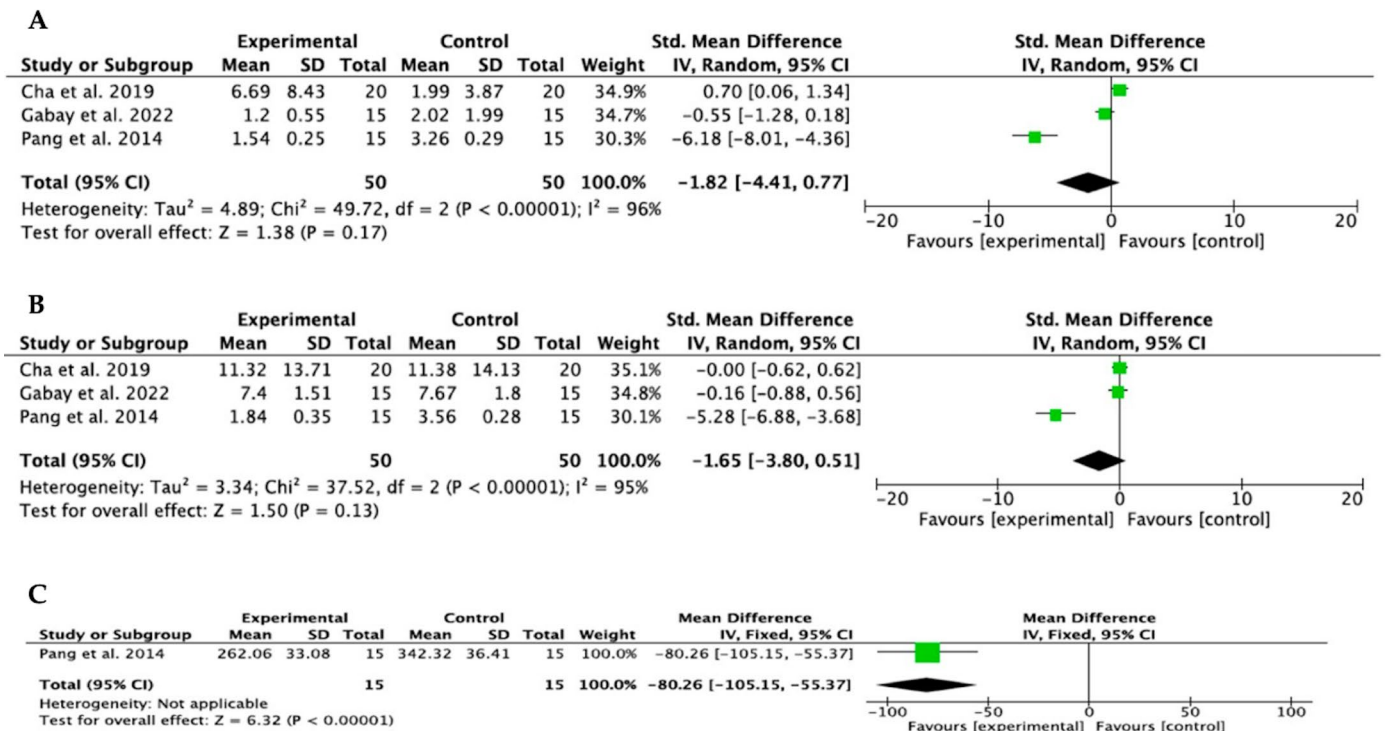 A
Experimental Control Std. Mean Difference Std. Mean Difference
Study or Subgroup Mean SD Total Mean SD Total Weight IV, Random, 95% CI IV, Random, 95% CI
Cha et al. 2019 6.69 8.43 20 1.99 3.87 20 34.9% 0.70 [0.06, 1.34]
Gabay et al. 2022 1.2 0.55 15 2.02 1.99 15 34.7% −0.55 [−1.28, 0.18]
Pang et al. 2014 1.54 0.25 15 3.26 0.29 15 30.3% −6.18 [−8.01, −4.36]
Total (95% CI) 50 50 100.0% −1.82 [−4.41, 0.77]
Heterogeneity: Tau² = 4.89; Chi² = 49.72, df = 2 (P < 0.00001); I² = 96%
Test for overall effect: Z = 1.38 (P = 0.17)
−20 −10 0 10 20
Favours [experimental] Favours [control]
B
Experimental Control Std. Mean Difference Std. Mean Difference
Study or Subgroup Mean SD Total Mean SD Total Weight IV, Random, 95% CI IV, Random, 95% CI
Cha et al. 2019 11.32 13.71 20 11.38 14.13 20 35.1% −0.00 [−0.62, 0.62]
Gabay et al. 2022 7.4 1.51 15 7.67 1.8 15 34.8% −0.16 [−0.88, 0.56]
Pang et al. 2014 1.84 0.35 15 3.56 0.28 15 30.1% −5.28 [−6.88, −3.68]
Total (95% CI) 50 50 100.0% −1.65 [−3.80, 0.51]
Heterogeneity: Tau² = 3.34; Chi² = 37.52, df = 2 (P < 0.00001); I² = 95%
Test for overall effect: Z = 1.50 (P = 0.13)
−20 −10 0 10 20
Favours [experimental] Favours [control]
C
Experimental Control Mean Difference Mean Difference
Study or Subgroup Mean SD Total Mean SD Total Weight IV, Fixed, 95% CI IV, Fixed, 95% CI
Pang et al. 2014 262.06 33.08 15 342.32 36.41 15 100.0% −80.26 [−105.15, −55.37]
Total (95% CI) 15 15 100.0% −80.26 [−105.15, −55.37]
Heterogeneity: Not applicable
Test for overall effect: Z = 6.32 (P < 0.00001)
−100 −50 0 50 100
Favours [experimental] Favours [control]